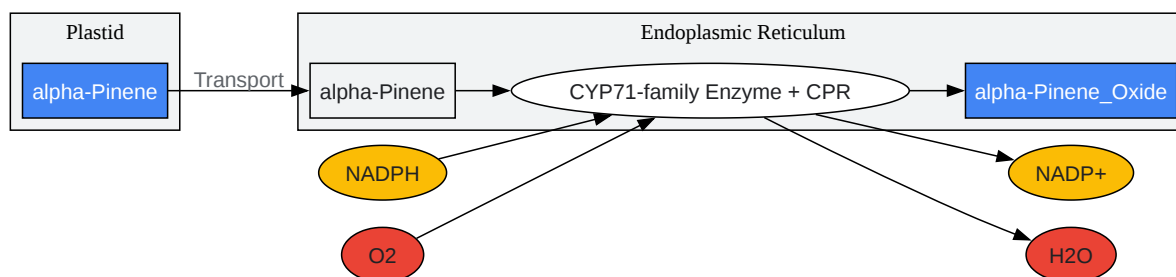 Plastid
Endoplasmic Reticulum
alpha-Pinene
Transport
alpha-Pinene
CYP71-family Enzyme + CPR
alpha-Pinene_Oxide
NADPH
NADP+
O2
H2O